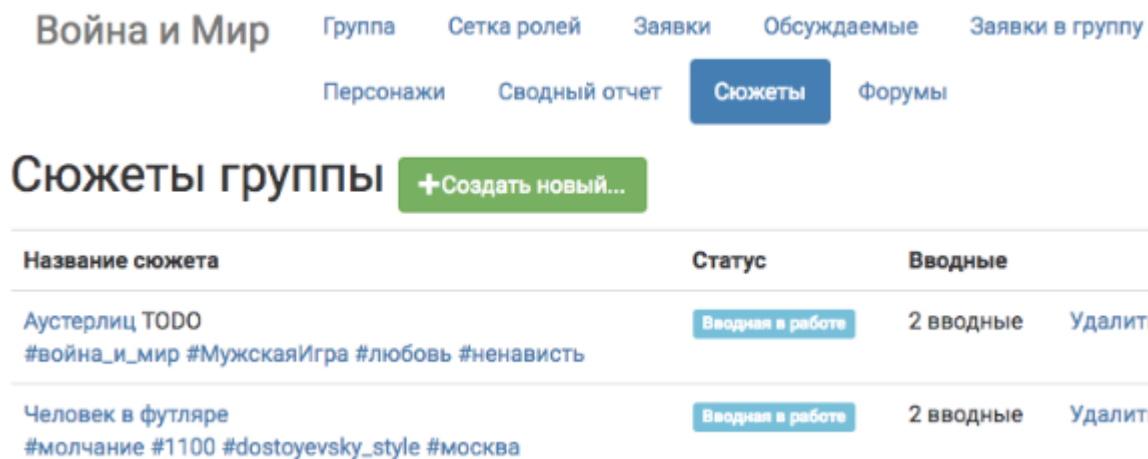 Война и Мир Группа Сетка ролей Заявки Обсуждаемые Заявки в группу
Персонажи Сводный отчет Сюжеты Форумы
Сюжеты группы +Создать новый...
Название сюжета Статус Вводные
Аустерлиц TODO Вводная в работе 2 вводные Удалит
#война_и_мир #МужскаяИгра #любовь #ненависть
Человек в футляре Вводная в работе 2 вводные Удалит
#молчание #1100 #dostoyevsky_style #москва